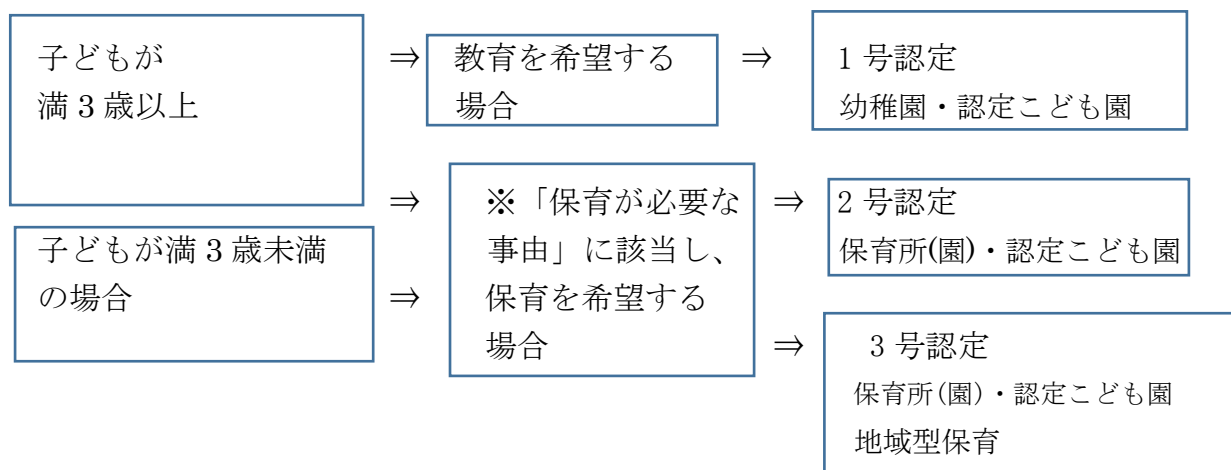 子どもが
満3歳以上
⇒
教育を希望する
場合
⇒
1号認定
幼稚園・認定こども園
⇒
※「保育が必要な
事由」に該当し、
保育を希望する
場合
⇒
2号認定
保育所(園)・認定こども園
子どもが満3歳未満
の場合
⇒
⇒
3号認定
保育所(園)・認定こども園
地域型保育